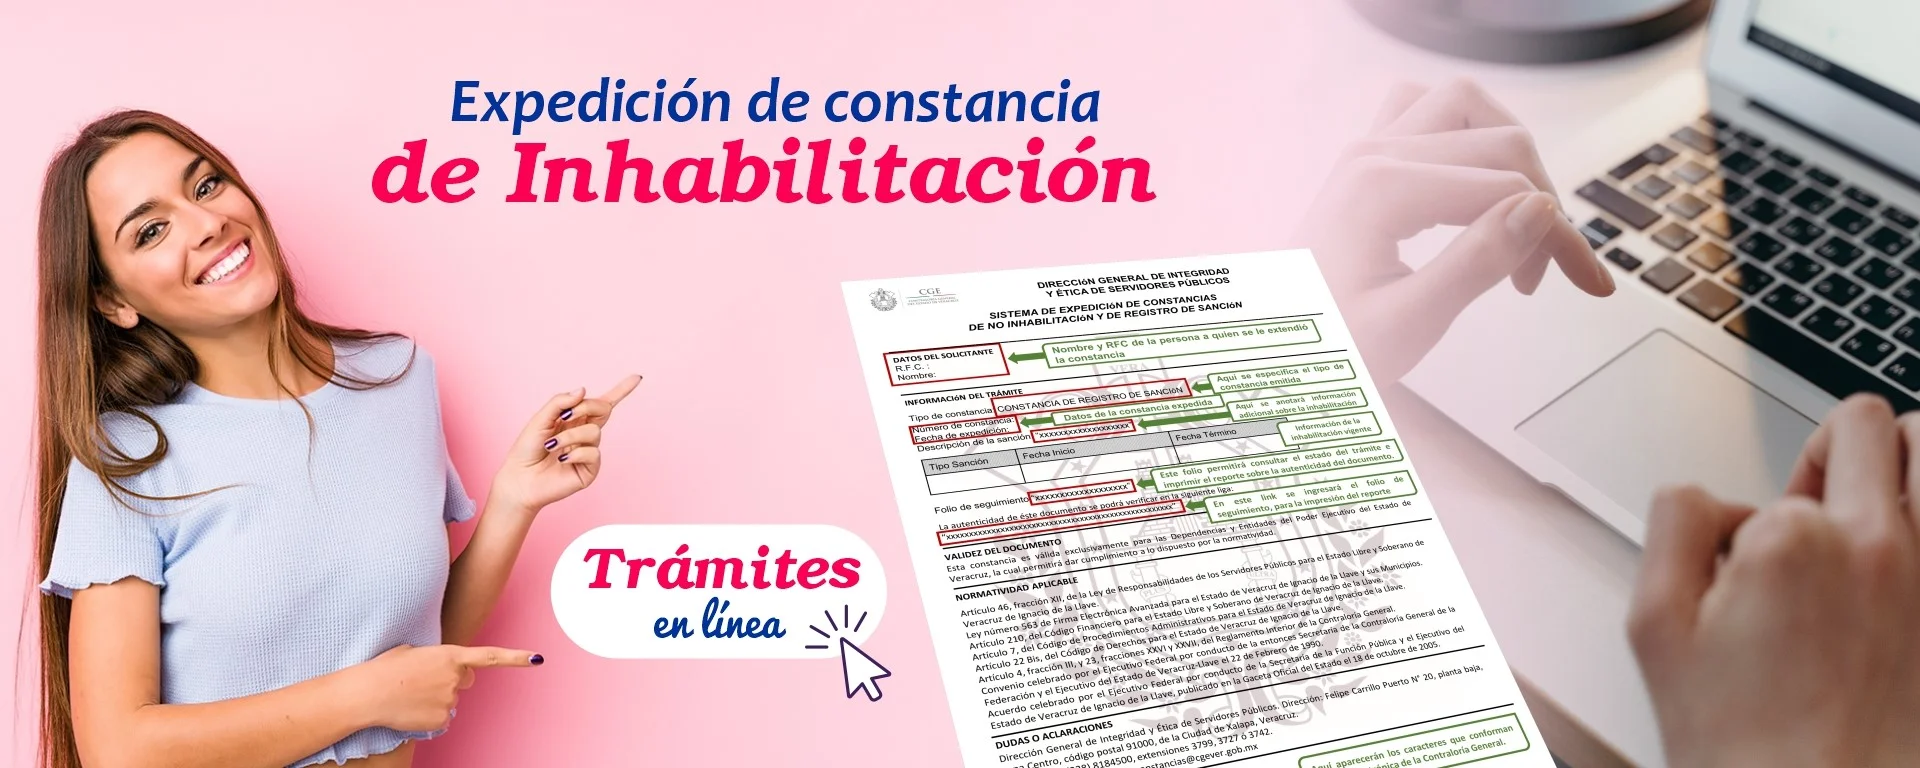 Expedición de constancia
de Inhabilitación
Trámites
en línea
CGE
DIRECCIóN GENERAL DE INTEGRIDAD
Y ÉTICA DE SERVIDORES PÚBLICOS
SISTEMA DE EXPEDICIóN DE CONSTANCIAS
DE NO INHABILITACIóN Y DE REGISTRO DE SANCIóN
DATOS DEL SOLICITANTE
R.F.C. :
Nombre:
Nombre y RFC de la persona a quien se le extendió
la constancia
INFORMACIóN DEL TRÁMITE
Tipo de constancia CONSTANCIA DE REGISTRO DE SANCIóN
Aquí se especifica el tipo de
constancia emitida
Número de constancia:
Fecha de expedición:
Datos de la constancia expedida
Aquí se anotará información
adicional sobre la inhabilitación
Descripción de la sanción
Tipo Sanción Fecha Inicio Fecha Término
Información de la
inhabilitación vigente
Folio de seguimiento
Este folio permitirá consultar el estado del trámite e
imprimir el reporte sobre la autenticidad del documento.
La autenticidad de éste documento se podrá verificar en la siguiente liga:
En este link se ingresará el folio de
seguimiento, para la impresión del reporte
VALIDEZ DEL DOCUMENTO
Esta constancia es válida exclusivamente para las Dependencias y Entidades del Poder Ejecutivo del Estado de
Veracruz, la cual permitirá dar cumplimiento a lo dispuesto por la normatividad.
NORMATIVIDAD APLICABLE
Artículo 46, fracción XII, de la Ley de Responsabilidades de los Servidores Públicos para el Estado Libre y Soberano de
Veracruz de Ignacio de la Llave.
Ley número 563 de Firma Electrónica Avanzada para el Estado de Veracruz de Ignacio de la Llave y sus Municipios.
Artículo 210, del Código Financiero para el Estado Libre y Soberano de Veracruz de Ignacio de la Llave.
Artículo 7, del Código de Procedimientos Administrativos para el Estado de Veracruz de Ignacio de la Llave.
Artículo 22 Bis, del Código de Derechos para el Estado de Veracruz de Ignacio de la Llave.
Artículo 4, fracción III, y 23, fracciones XXVI y XXVII, del Reglamento Interior de la Contraloría General.
Convenio celebrado por el Ejecutivo Federal por conducto de la entonces Secretaría de la Contraloría General de la
Federación y el Ejecutivo del Estado de Veracruz-Llave el 22 de Febrero de 1990.
Acuerdo celebrado por el Ejecutivo Federal por conducto de la Secretaría de la Función Pública y el Ejecutivo del
Estado de Veracruz de Ignacio de la Llave, publicado en la Gaceta Oficial del Estado el 18 de octubre de 2005.
DUDAS O ACLARACIONES
Dirección General de Integridad y Ética de Servidores Públicos. Dirección: Felipe Carrillo Puerto N° 20, planta baja,
Centro, código postal 91000, de la Ciudad de Xalapa, Veracruz.
8184500, extensiones 3799, 3727 ó 3742.
constancias@cgever.gob.mx
Aquí aparecerán los caracteres que conforman
de la Contraloría General.